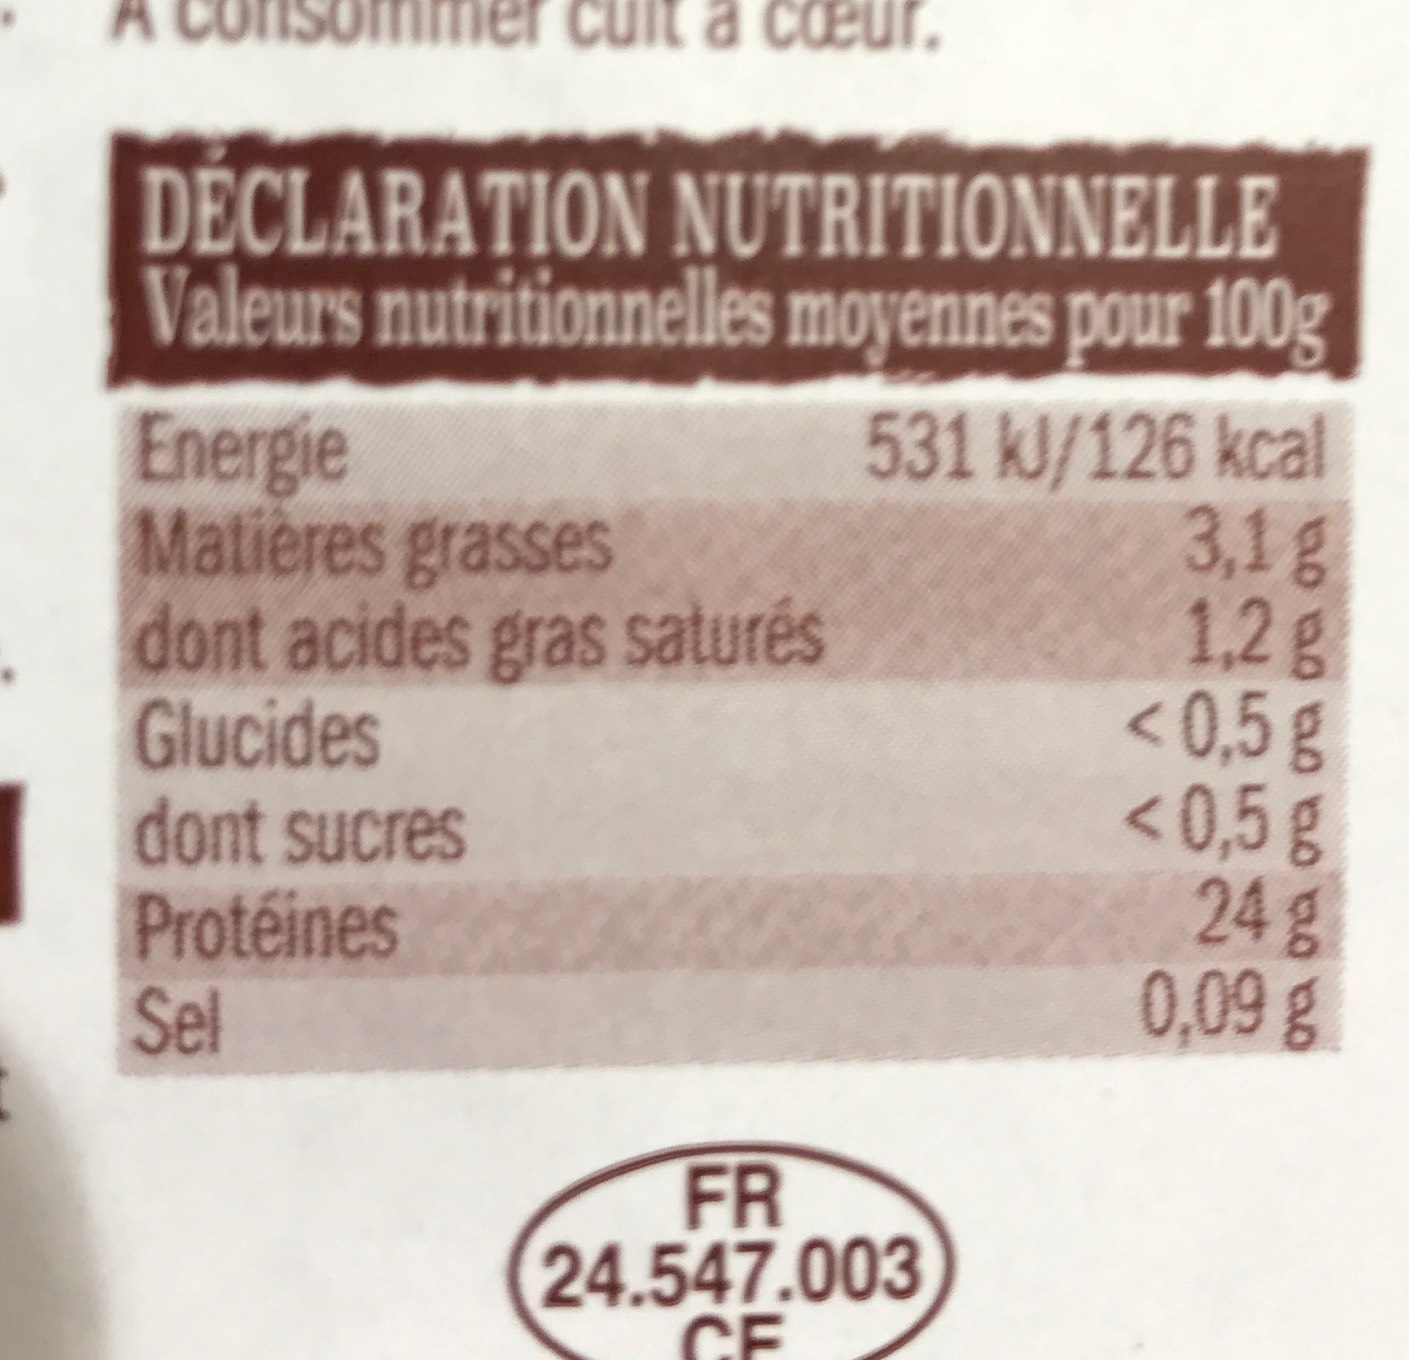 A consommer cuit à cœur.
DÉCLARATION NUTRITIONNELLE
Valeurs nutritionnelles moyennes pour 100g
Energie 531 kJ/126 kcal
Matières grasses 3,1 g
dont acides gras saturés 1,2 g
Glucides < 0,5 g
dont sucres < 0,5 g
Protéines 24 g
Sel 0,09 g
FR
24.547.003
CE